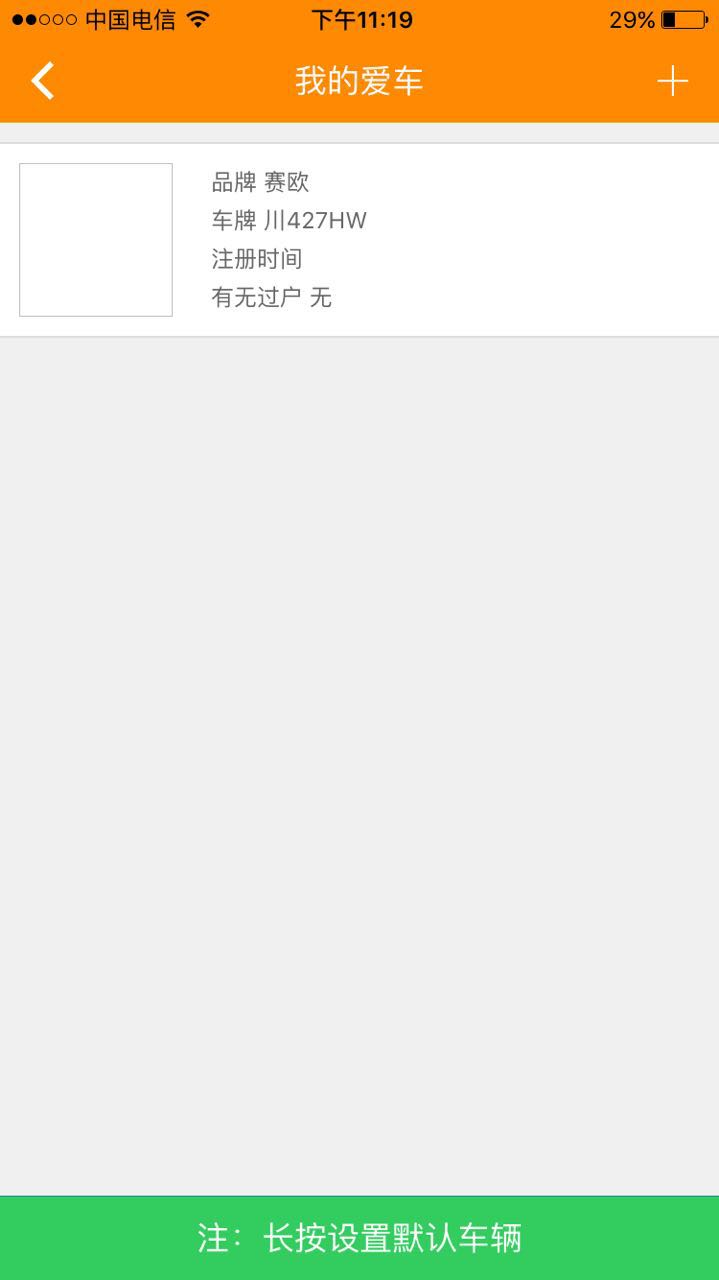 中国电信 下午11:19 29%
我的爱车
品牌 赛欧
车牌 川427HW
注册时间
有无过户 无
注：长按设置默认车辆